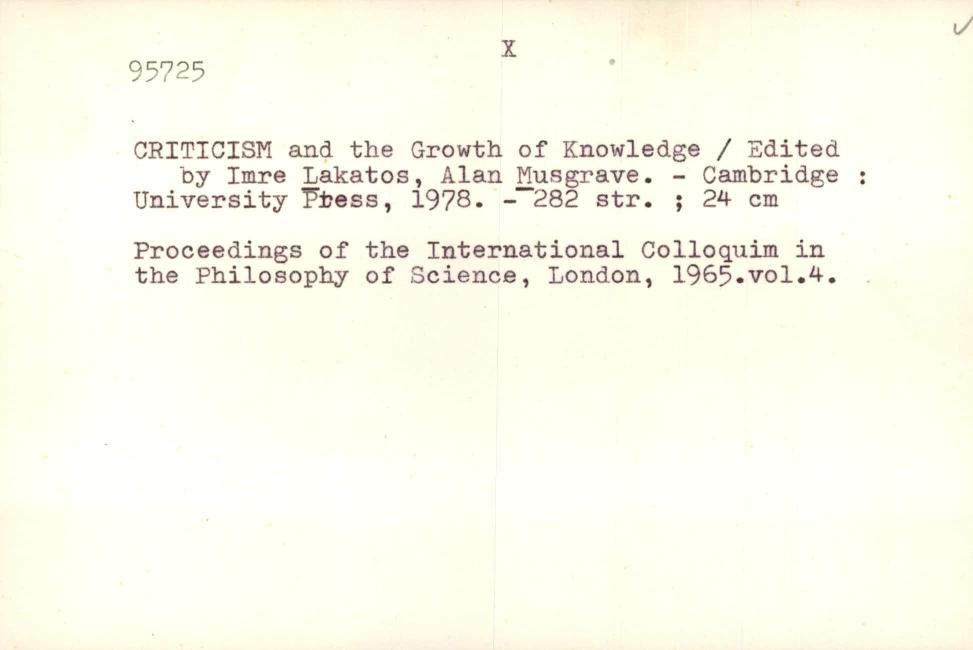 X
95725
CRITICISM and the Growth of Knowledge / Edited
by Imre Lakatos, Alan Musgrave. - Cambridge :
University Press, 1978. - 282 str. ; 24 cm
Proceedings of the International Colloquim in
the Philosophy of Science, London, 1965.vol.4.